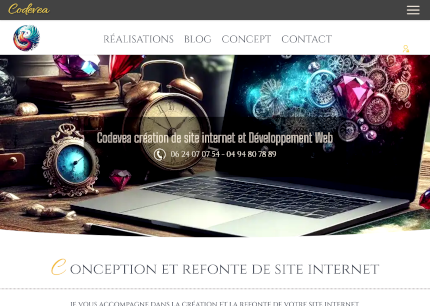 Codevea
RÉALISATIONS BLOG CONCEPT CONTACT
Codevea création de site internet et Développement Web
06 24 07 07 54 - 04 94 80 78 89
CONCEPTION ET REFONTE DE SITE INTERNET
JE VOUS ACCOMPAGNE DANS LA CRÉATION ET LA REFONTE DE VOTRE SITE INTERNET